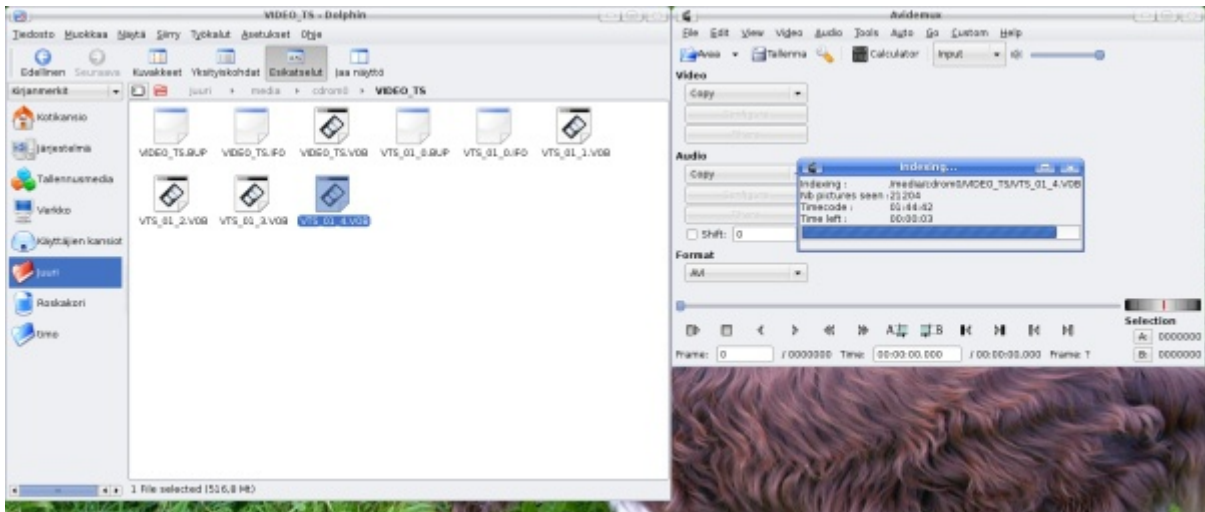 VIDEO_TS - Dolphin
Tiedosto Muokkaa Näytä Siirry Työkalut Asetukset Ohje
Edellinen Seuraava Kuvakkeet Yksityiskohdat Esikatselut Jaa näyttö
Kirjanmerkit juuri media cdrom0 VIDEO_TS
Kotikansio
Järjestelmä
Tallennusmedia
Verkko
Käyttäjien kansiot
Juuri
Roskakori
timo
VIDEO_TS.BUP VIDEO_TS.IFO VIDEO_TS.VOB VTS_01_0.BUP VTS_01_0.IFO VTS_01_1.VOB
VTS_01_2.VOB VTS_01_3.VOB VTS_01_4.VOB
1 File selected (516,8 Mt)
Avidemux
File Edit View Video Audio Tools Auto Go Custom Help
Avaa Tallenna Calculator Input
Video
Copy
Configure
Filters
Audio
Copy
Configure
Filters
Shift: 0
Format
AVI
Indexing...
Indexing : /media/cdrom0/VIDEO_TS/VTS_01_4.VOB
Nb pictures seen :21204
Timecode : 01:44:42
Time left : 00:00:03
A B
Selection
A: 0000000
Frame: 0 / 0000000 Time: 00:00:00.000 / 00:00:00.000 Frame: ?
B: 0000000